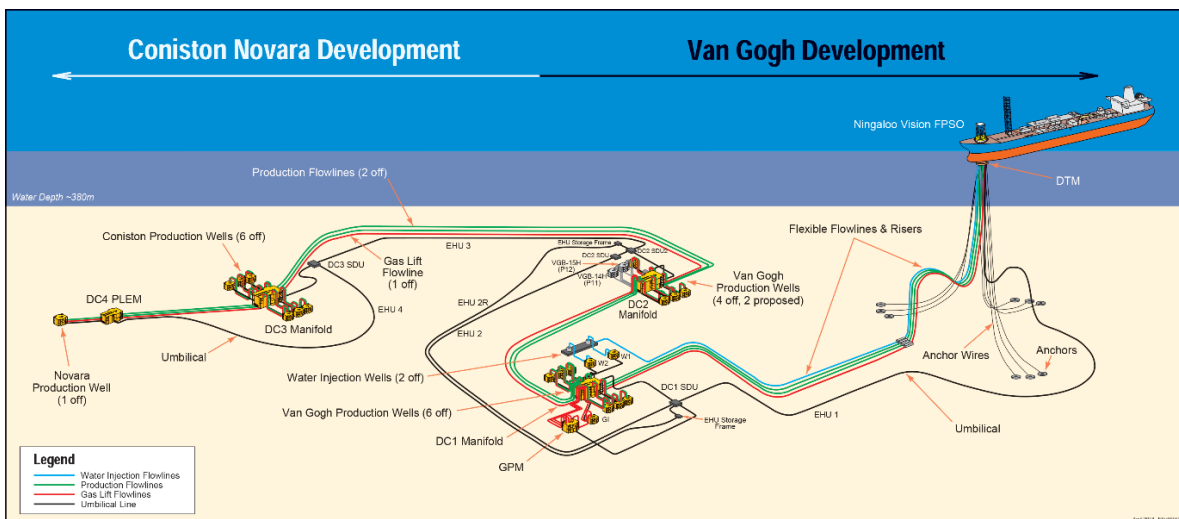 Coniston Novara Development
Van Gogh Development
Ningaloo Vision FPSO
DTM
Water Depth ~380m
Production Flowlines (2 off)
Coniston Production Wells (6 off)
Gas Lift
Flowline
(1 off)
EHU 3
EHU Storage Frame
DC2 SDU
DC2 SDU2
VGB-15H
(P12)
VGB-14H
(P11)
DC3 SDU
Flexible Flowlines & Risers
DC4 PLEM
Van Gogh
Production Wells
(4 off, 2 proposed)
DC3 Manifold
DC2
Manifold
EHU 4
EHU 2R
EHU 2
Umbilical
Novara
Production Well
(1 off)
Water Injection Wells (2 off)
W1
W2
Anchor Wires
Anchors
Van Gogh Production Wells (6 off)
DC1 SDU
DC1 Manifold
GI
EHU Storage
Frame
EHU 1
Umbilical
GPM
Legend
Water Injection Flowlines
Production Flowlines
Gas Lift Flowlines
Umbilical Line